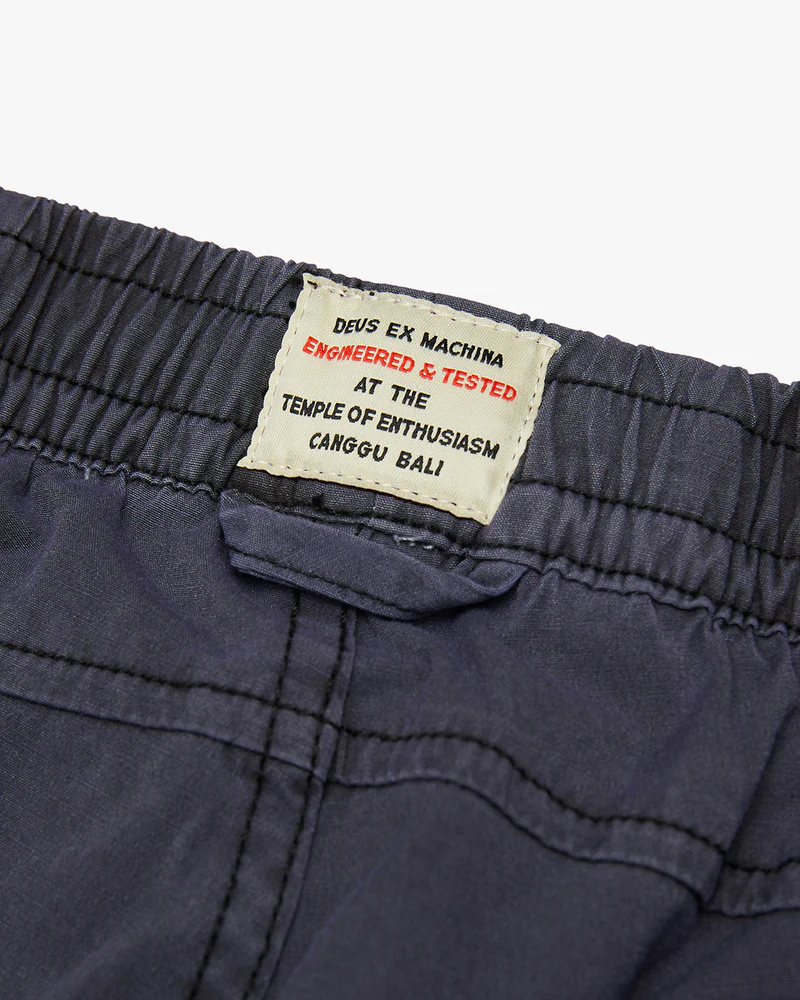 DEUS EX MACHINA
ENGINEERED & TESTED
AT THE
TEMPLE OF ENTHUSIASM
CANGGU BALI